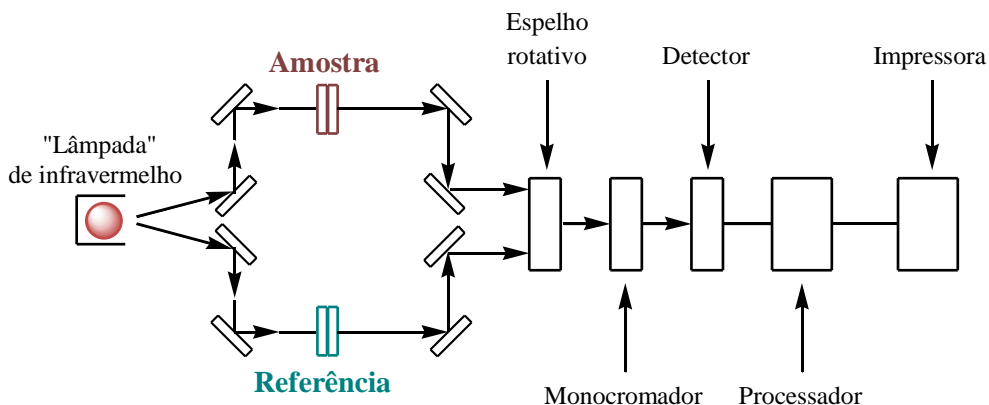 Espelho
rotativo
Detector
Impressora
Amostra
"Lâmpada"
de infravermelho
Referência
Monocromador
Processador